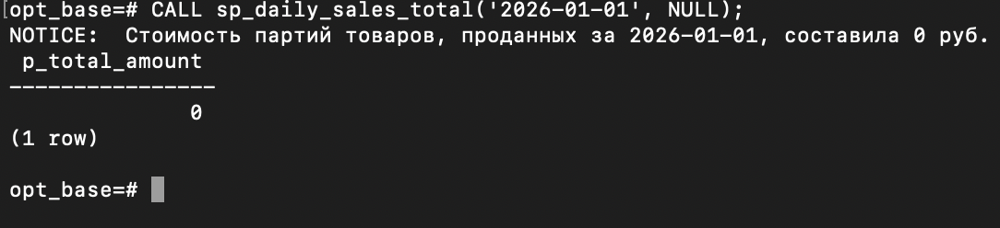 [opt_base=# CALL sp_daily_sales_total('2026-01-01', NULL);
NOTICE:  Стоимость партий товаров, проданных за 2026-01-01, составила 0 руб.
 p_total_amount
----------------
              0
(1 row)

opt_base=#